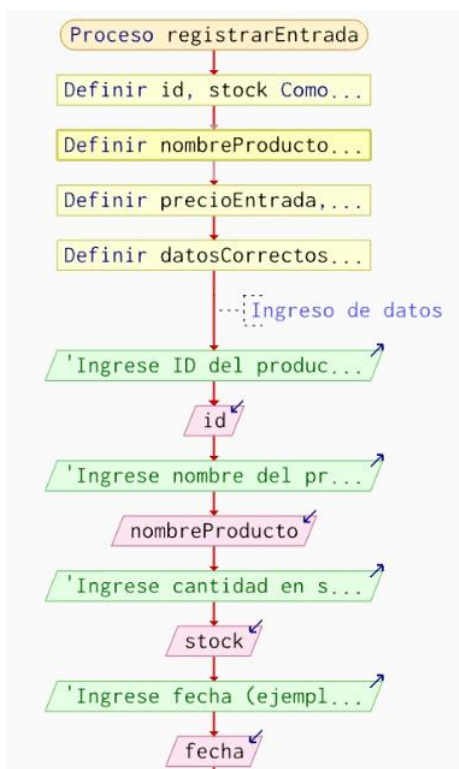 Proceso registrarEntrada
Definir id, stock Como...
Definir nombreProducto...
Definir precioEntrada,...
Definir datosCorrectos...
Ingreso de datos
'Ingrese ID del produc...
id
'Ingrese nombre del pr...
nombreProducto
'Ingrese cantidad en s...
stock
'Ingrese fecha (ejempl...
fecha